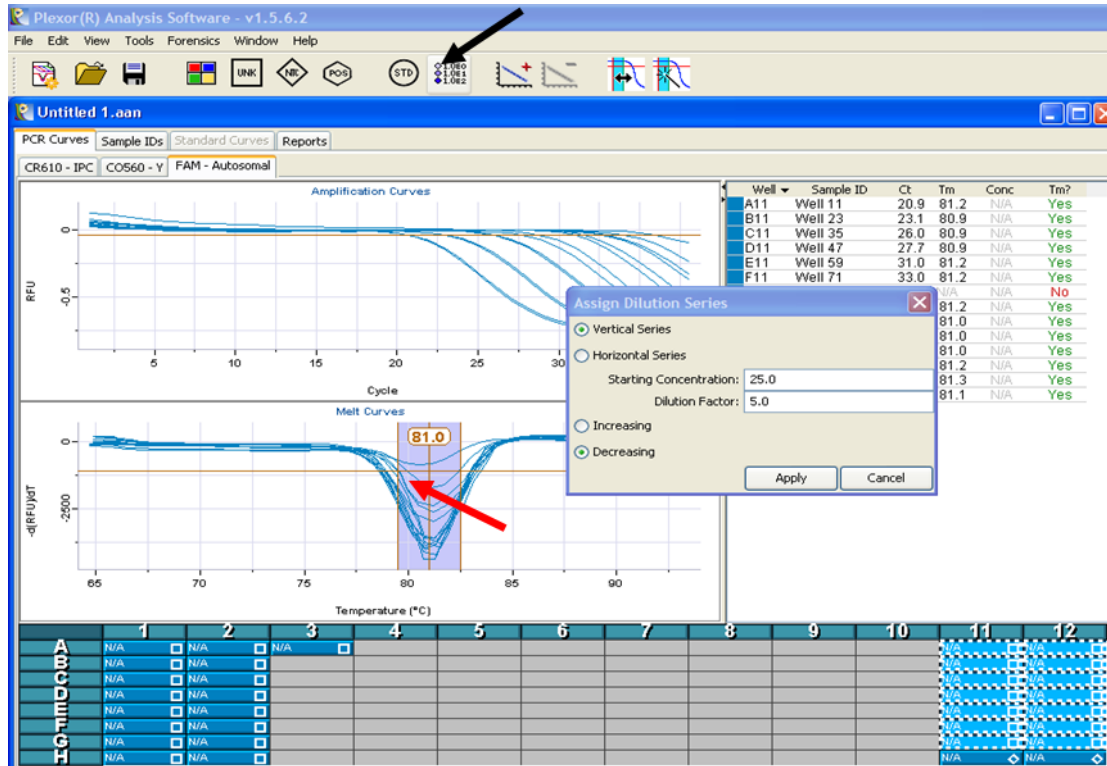 Plexor(R) Analysis Software - v1.5.6.2
File Edit View Tools Forensics Window Help
UNK NTC POS STD 1.0E0
1.0E1
1.0E2
Untitled 1.aan
PCR Curves Sample IDs Standard Curves Reports
CR610 - IPC CO560 - Y FAM - Autosomal
Amplification Curves
RFU
0
-0.5
5 10 15 20 25 30
Cycle
Melt Curves
81.0
-d(RFU)/dT
0
-2500
65 70 75 80 85 90
Temperature (°C)
Well Sample ID Ct Tm Conc Tm?
A11 Well 11 20.9 81.2 N/A Yes
B11 Well 23 23.1 80.9 N/A Yes
C11 Well 35 26.0 80.9 N/A Yes
D11 Well 47 27.7 80.9 N/A Yes
E11 Well 59 31.0 81.2 N/A Yes
F11 Well 71 33.0 81.2 N/A Yes
N/A N/A No
81.2 N/A Yes
81.0 N/A Yes
81.0 N/A Yes
81.0 N/A Yes
81.2 N/A Yes
81.3 N/A Yes
81.1 N/A Yes
Assign Dilution Series
Vertical Series
Horizontal Series
Starting Concentration: 25.0
Dilution Factor: 5.0
Increasing
Decreasing
Apply Cancel
1 2 3 4 5 6 7 8 9 10 11 12
A N/A N/A N/A N/A N/A
B N/A N/A N/A N/A
C N/A N/A N/A N/A
D N/A N/A N/A N/A
E N/A N/A N/A N/A
F N/A N/A N/A N/A
G N/A N/A N/A N/A
H N/A N/A N/A N/A